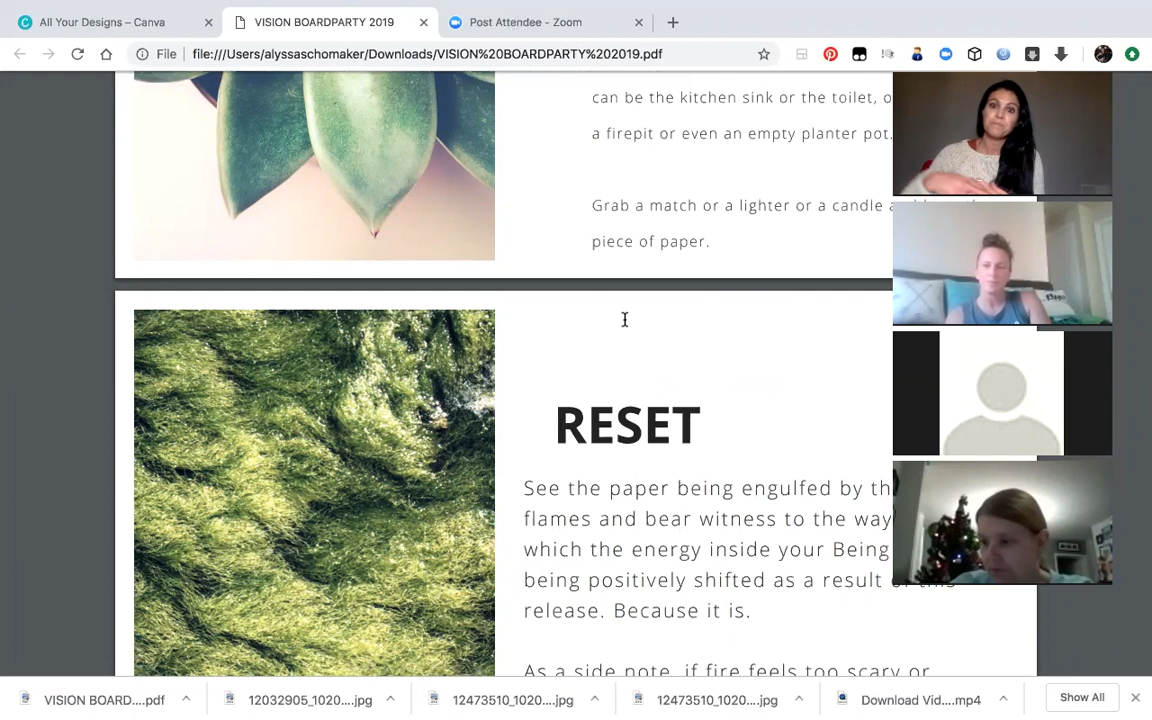 All Your Designs – Canva
VISION BOARDPARTY 2019
Post Attendee - Zoom
File
file:///Users/alyssaschomaker/Downloads/VISION%20BOARDPARTY%202019.pdf
can be the kitchen sink or the toilet, o
a firepit or even an empty planter pot.
Grab a match or a lighter or a candle a
piece of paper.
RESET
See the paper being engulfed by th
flames and bear witness to the way
which the energy inside your Being
being positively shifted as a result of this
release. Because it is.
As a side note, if fire feels too scary or
VISION BOARD....pdf
12032905_1020....jpg
12473510_1020....jpg
12473510_1020....jpg
Download Vid....mp4
Show All